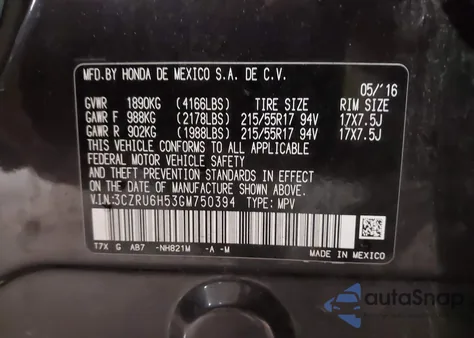 MFD.BY HONDA DE MEXICO S.A. DE C.V.
05/'16
GVWR 1890KG (4166LBS) TIRE SIZE RIM SIZE
GAWR F 988KG (2178LBS) 215/55R17 94V 17X7.5J
GAWR R 902KG (1988LBS) 215/55R17 94V 17X7.5J
THIS VEHICLE CONFORMS TO ALL APPLICABLE
FEDERAL MOTOR VEHICLE SAFETY
AND THEFT PREVENTION STANDARDS IN EFFECT
ON THE DATE OF MANUFACTURE SHOWN ABOVE.
V.I.N:3CZRU6H53GM750394 TYPE: MPV
T7X G AB7 -NH821M -A -M
MADE IN MEXICO
autoSnap